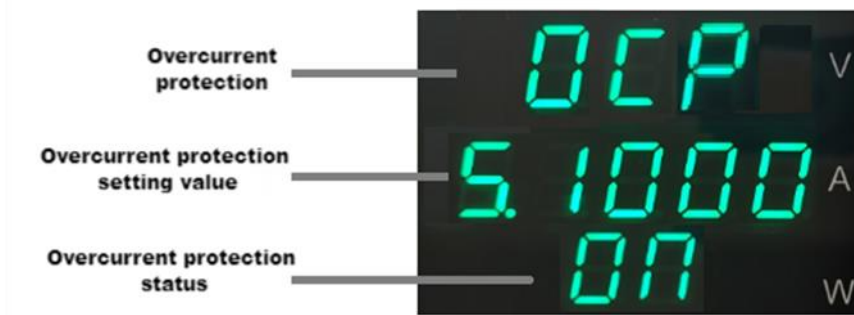 Overcurrent
protection
OCP V
Overcurrent protection
setting value
5.1000 A
Overcurrent protection
status
ON W